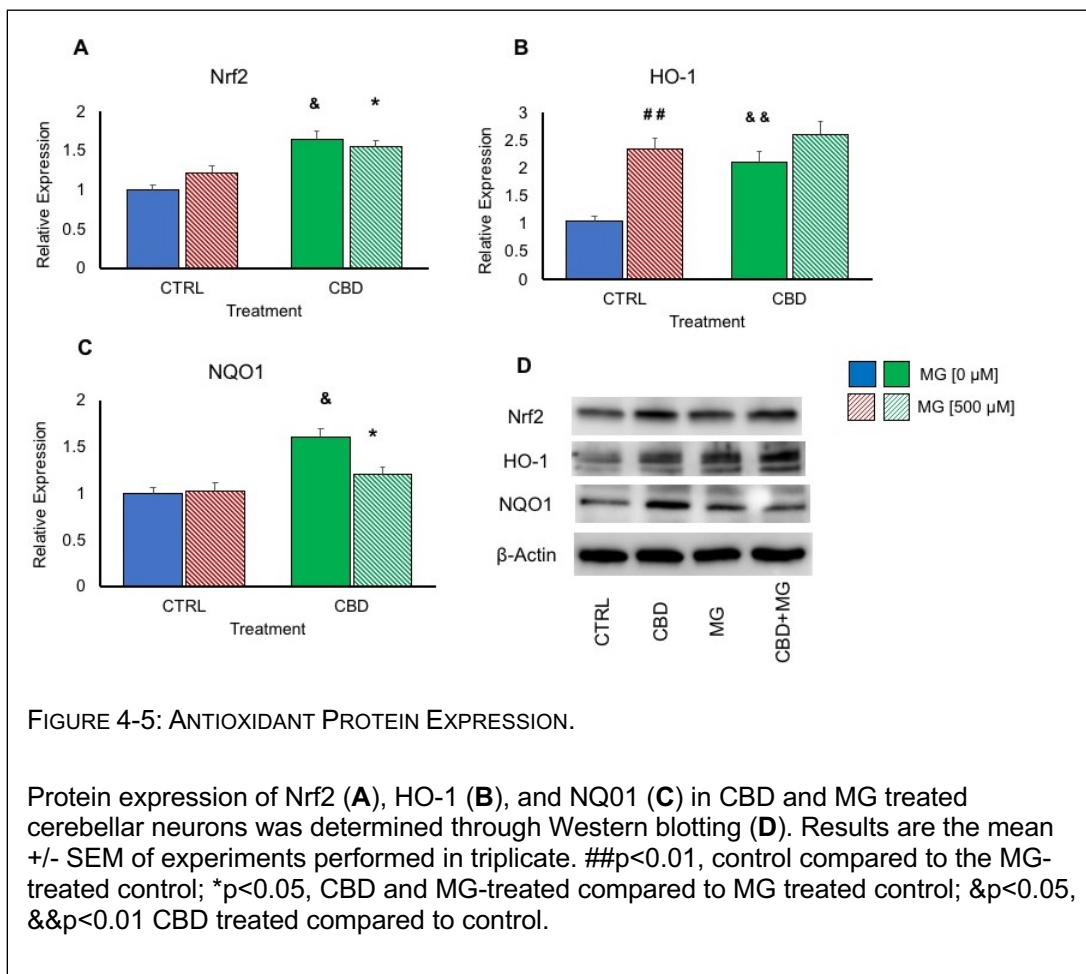 A
Nrf2
Relative Expression
2
1.5
1
0.5
0
&
*
CTRL
CBD
Treatment
B
HO-1
Relative Expression
3
2.5
2
1.5
1
0.5
0
##
&&
CTRL
CBD
Treatment
C
NQO1
Relative Expression
2
1.5
1
0.5
0
&
*
CTRL
CBD
Treatment
D
Nrf2
HO-1
NQO1
β-Actin
CTRL
CBD
MG
CBD+MG
MG [0 µM]
MG [500 µM]
FIGURE 4-5: ANTIOXIDANT PROTEIN EXPRESSION.
Protein expression of Nrf2 (A), HO-1 (B), and NQ01 (C) in CBD and MG treated
cerebellar neurons was determined through Western blotting (D). Results are the mean
+/- SEM of experiments performed in triplicate. ##p<0.01, control compared to the MG-
treated control; *p<0.05, CBD and MG-treated compared to MG treated control; &p<0.05,
&&p<0.01 CBD treated compared to control.